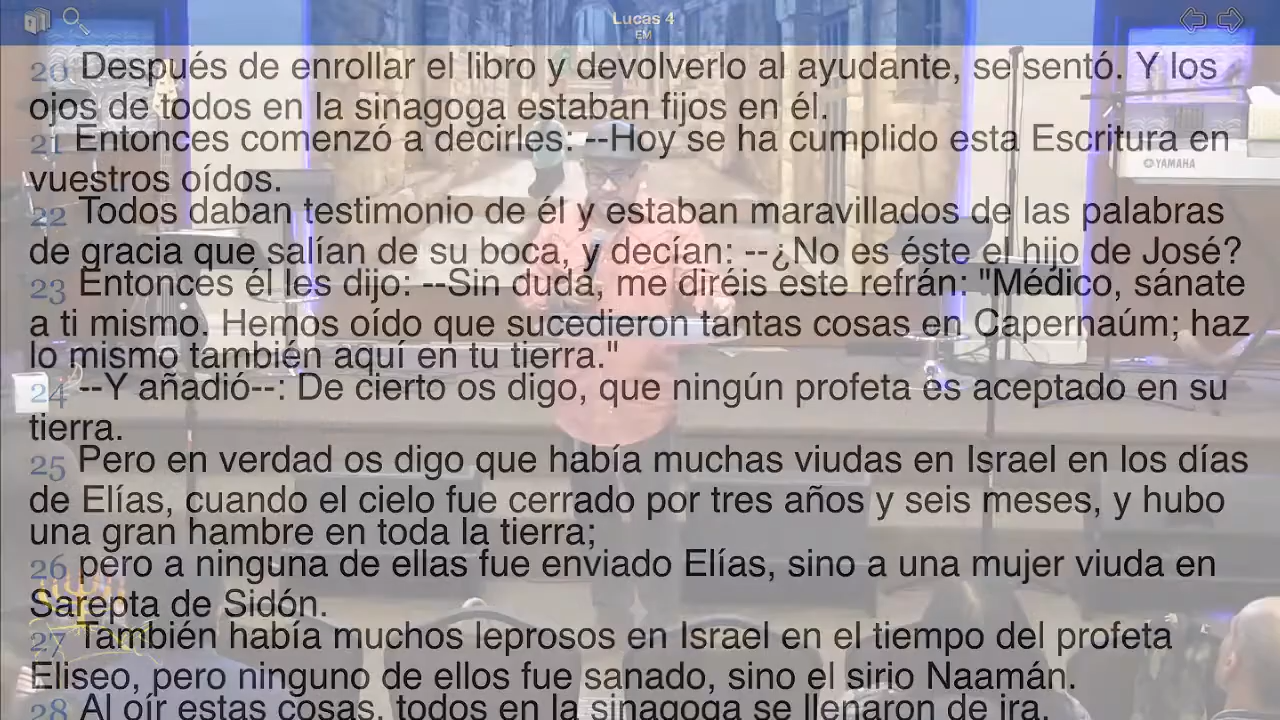 Lucas 4
EM
20 Después de enrollar el libro y devolverlo al ayudante, se sentó. Y los
ojos de todos en la sinagoga estaban fijos en él.
21 Entonces comenzó a decirles: --Hoy se ha cumplido esta Escritura en
vuestros oídos.
YAMAHA
22 Todos daban testimonio de él y estaban maravillados de las palabras
de gracia que salían de su boca, y decían: --¿No es éste el hijo de José?
23 Entonces él les dijo: --Sin duda, me diréis este refrán: "Médico, sánate
a ti mismo. Hemos oído que sucedieron tantas cosas en Capernaúm; haz
lo mismo también aquí en tu tierra."
24 --Y añadió--: De cierto os digo, que ningún profeta es aceptado en su
tierra.
25 Pero en verdad os digo que había muchas viudas en Israel en los días
de Elías, cuando el cielo fue cerrado por tres años y seis meses, y hubo
una gran hambre en toda la tierra;
26 pero a ninguna de ellas fue enviado Elías, sino a una mujer viuda en
Sarepta de Sidón.
27 También había muchos leprosos en Israel en el tiempo del profeta
Eliseo, pero ninguno de ellos fue sanado, sino el sirio Naamán.
28 Al oír estas cosas, todos en la sinagoga se llenaron de ira.